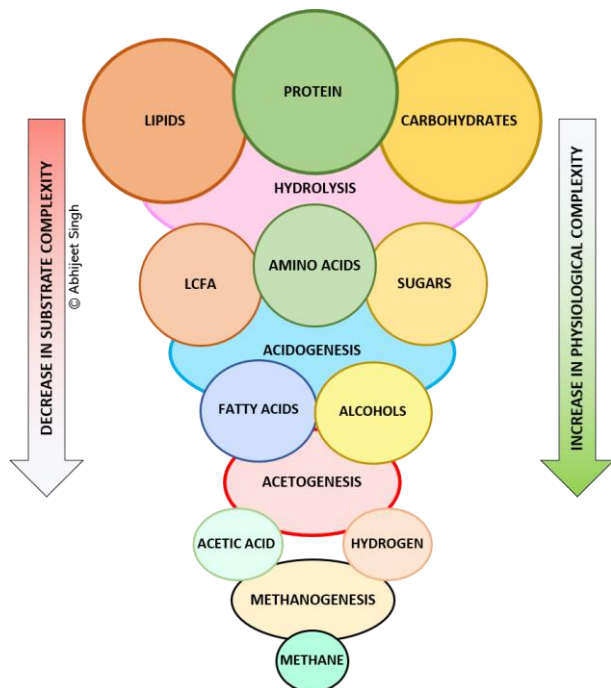 PROTEIN
LIPIDS
CARBOHYDRATES
HYDROLYSIS
LCFA
AMINO ACIDS
SUGARS
ACIDOGENESIS
FATTY ACIDS
ALCOHOLS
ACETOGENESIS
ACETIC ACID
HYDROGEN
METHANOGENESIS
METHANE
DECREASE IN SUBSTRATE COMPLEXITY
© Abhijeet Singh
INCREASE IN PHYSIOLOGICAL COMPLEXITY